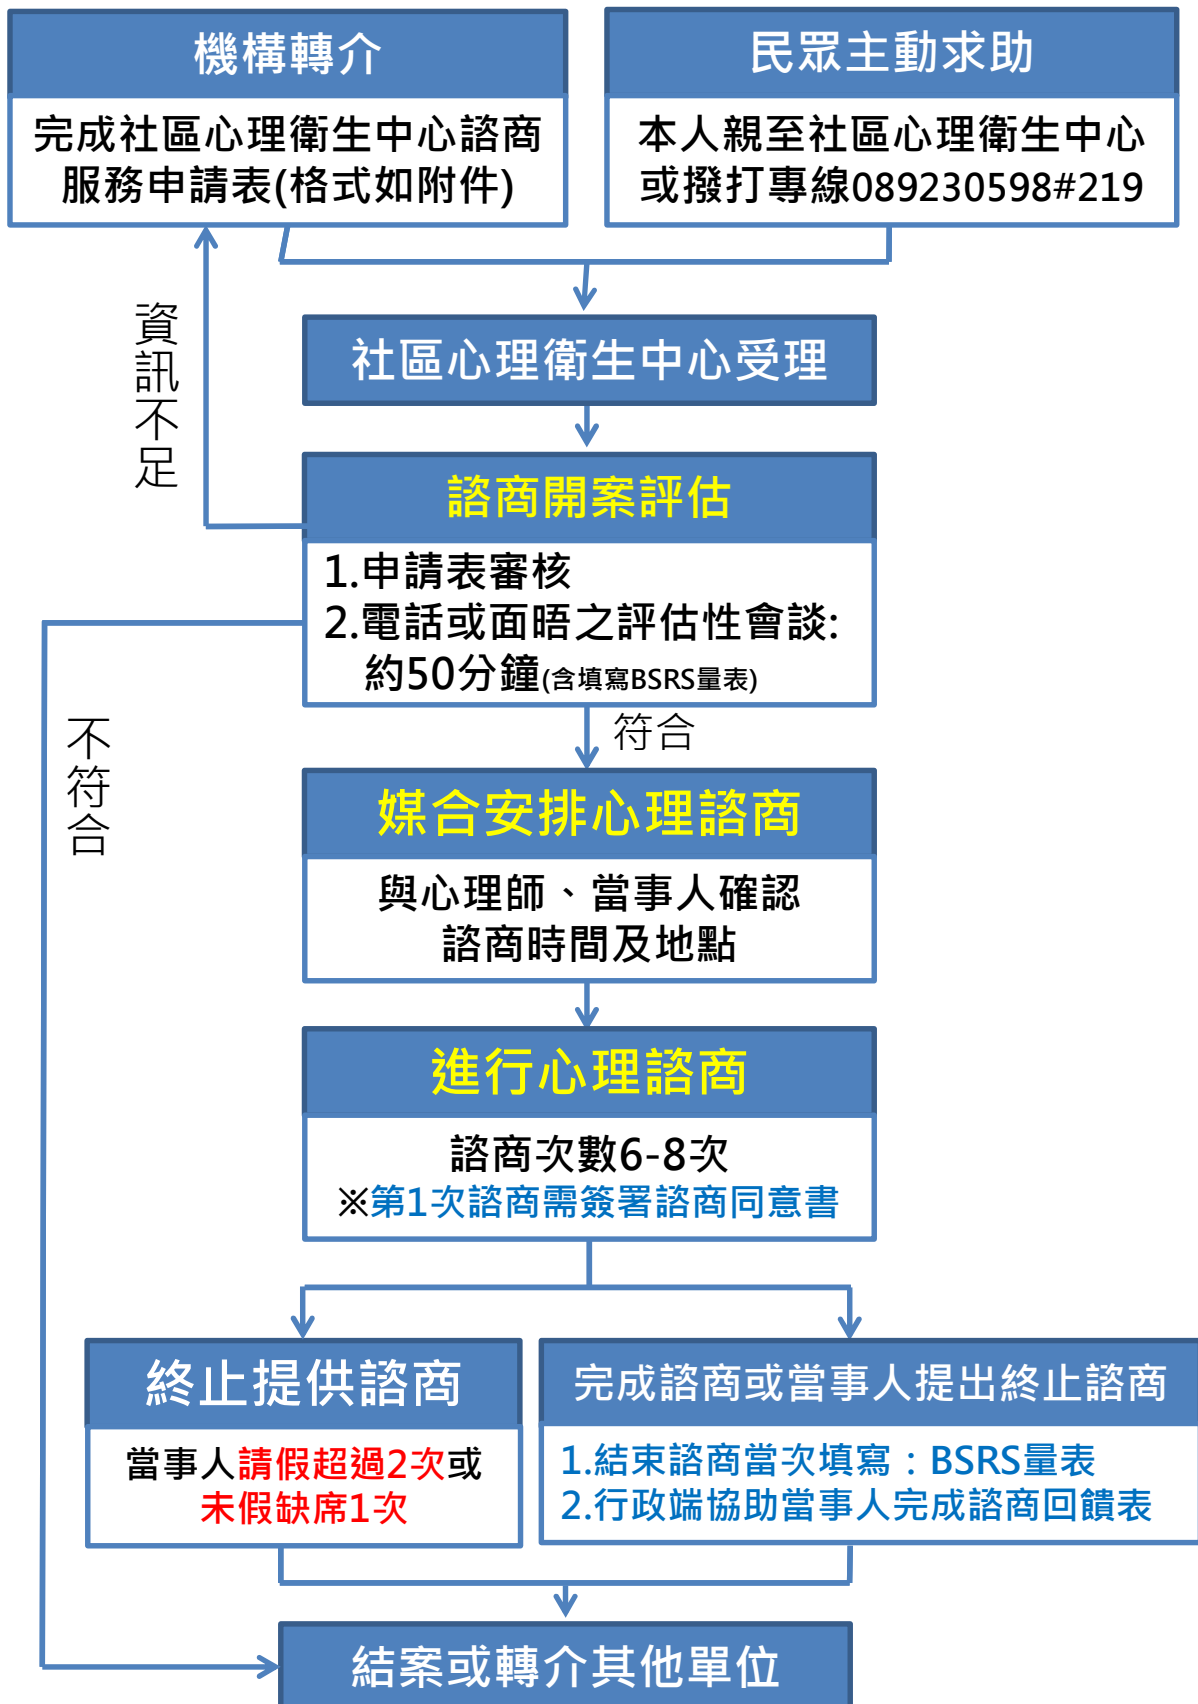 機構轉介
完成社區心理衛生中心諮商
服務申請表(格式如附件)
民眾主動求助
本人親至社區心理衛生中心
或撥打專線089230598#219
資訊不足
社區心理衛生中心受理
諮商開案評估
1.申請表審核
2.電話或面晤之評估性會談:
約50分鐘(含填寫BSRS量表)
不符合
符合
媒合安排心理諮商
與心理師、當事人確認
諮商時間及地點
進行心理諮商
諮商次數6-8次
※第1次諮商需簽署諮商同意書
終止提供諮商
當事人請假超過2次或
未假缺席1次
完成諮商或當事人提出終止諮商
1.結束諮商當次填寫：BSRS量表
2.行政端協助當事人完成諮商回饋表
結案或轉介其他單位